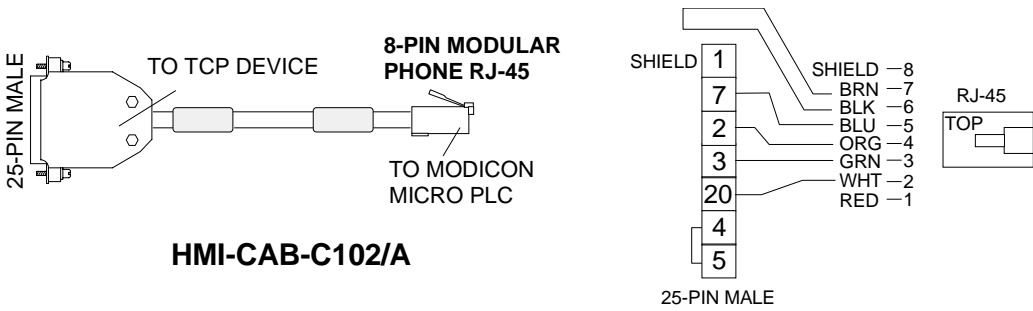 25-PIN MALE
TO TCP DEVICE
8-PIN MODULAR
PHONE RJ-45
TO MODICON
MICRO PLC
HMI-CAB-C102/A
SHIELD
1
7
2
3
20
4
5
25-PIN MALE
SHIELD –8
BRN –7
BLK –6
BLU –5
ORG –4
GRN –3
WHT –2
RED –1
RJ-45
TOP